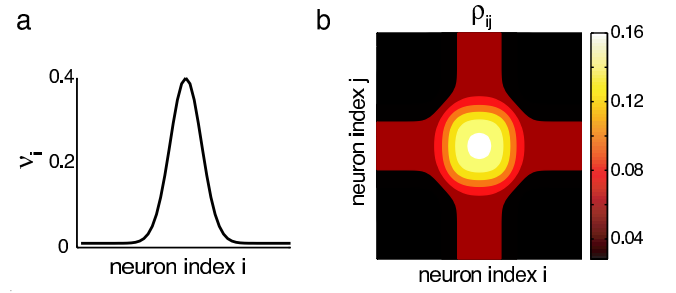 a
0.4
0.2
0
νi
neuron index i
b
ρij
neuron index j
neuron index i
0.16
0.12
0.08
0.04